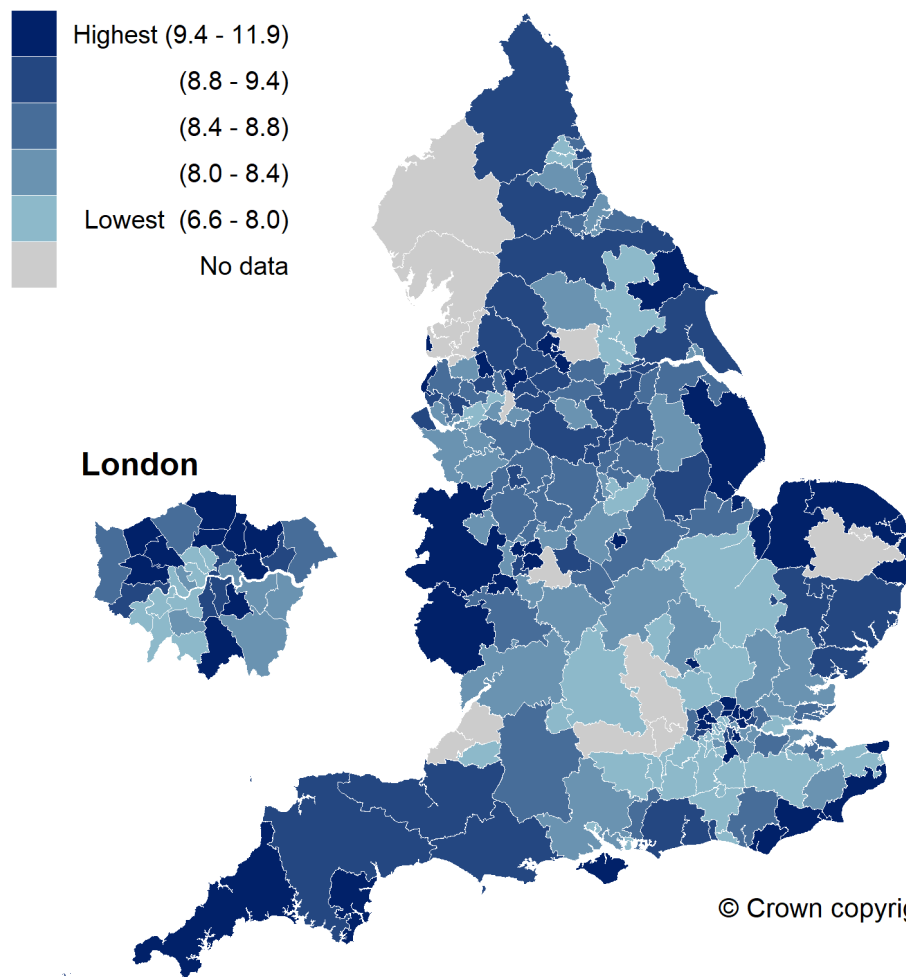 Highest (9.4 - 11.9)
(8.8 - 9.4)
(8.4 - 8.8)
(8.0 - 8.4)
Lowest (6.6 - 8.0)
No data
London
© Crown copyrig